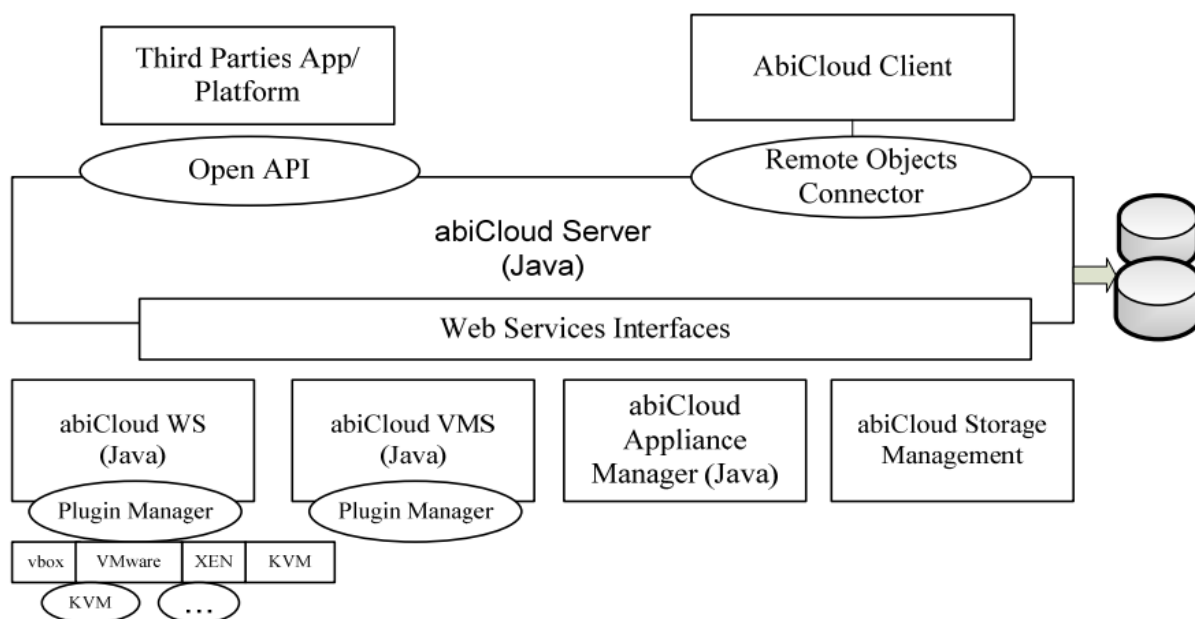 Third Parties App/
Platform
AbiCloud Client
Open API
Remote Objects
Connector
abiCloud Server
(Java)
Web Services Interfaces
abiCloud WS
(Java)
Plugin Manager
abiCloud VMS
(Java)
Plugin Manager
abiCloud
Appliance
Manager (Java)
abiCloud Storage
Management
vbox
VMware
XEN
KVM
KVM
...